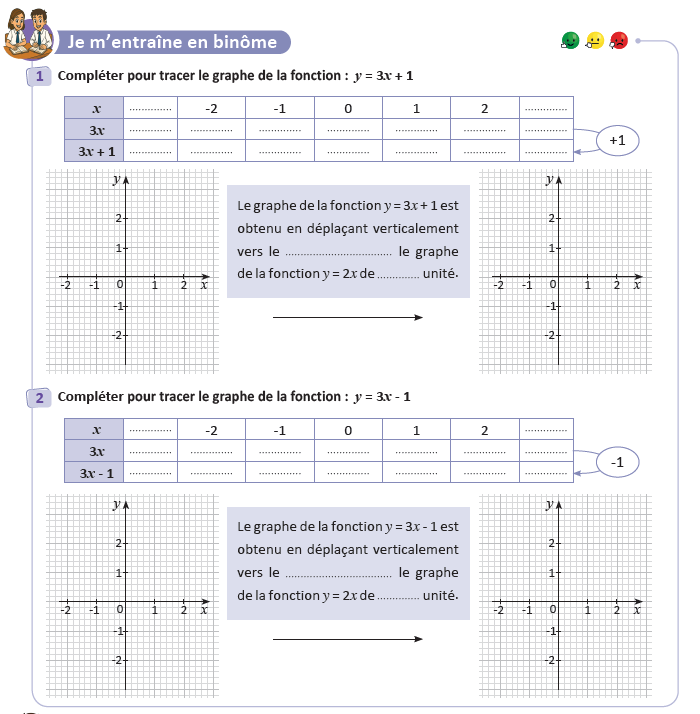 Je m'entraîne en binôme
1 Compléter pour tracer le graphe de la fonction : y = 3x + 1
x .............. -2 -1 0 1 2 ..............
3x .............. .............. .............. .............. .............. .............. ..............
3x + 1 .............. .............. .............. .............. .............. .............. ..............
+1
y
2
1
-2 -1 0 1 2 x
-1
-2
Le graphe de la fonction y = 3x + 1 est
obtenu en déplaçant verticalement
vers le ................................... le graphe
de la fonction y = 2x de .............. unité.
y
2
1
-2 -1 0 1 2 x
-1
-2
2 Compléter pour tracer le graphe de la fonction : y = 3x - 1
x .............. -2 -1 0 1 2 ..............
3x .............. .............. .............. .............. .............. .............. ..............
3x - 1 .............. .............. .............. .............. .............. .............. ..............
-1
y
2
1
-2 -1 0 1 2 x
-1
-2
Le graphe de la fonction y = 3x - 1 est
obtenu en déplaçant verticalement
vers le ................................... le graphe
de la fonction y = 2x de .............. unité.
y
2
1
-2 -1 0 1 2 x
-1
-2